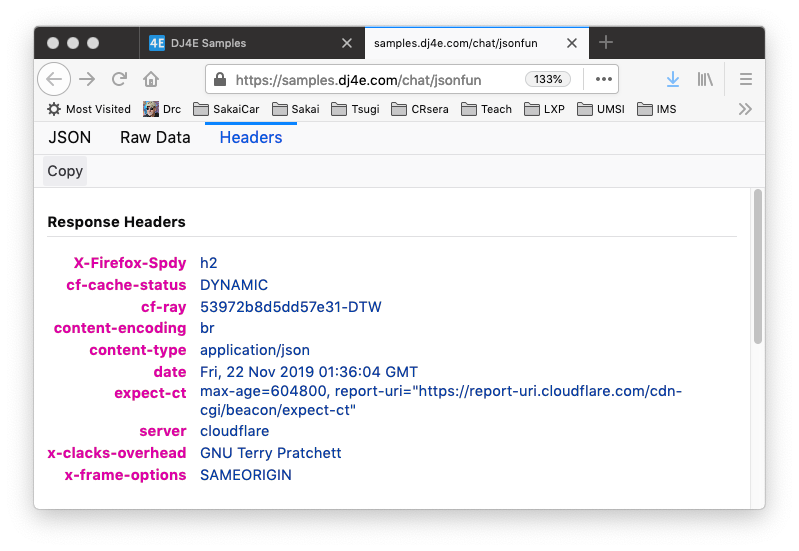 4E DJ4E Samples samples.dj4e.com/chat/jsonfun
https://samples.dj4e.com/chat/jsonfun 133%
Most Visited Drc SakaiCar Sakai Tsugi CRsera Teach LXP UMSI IMS
JSON Raw Data Headers
Copy
Response Headers
X-Firefox-Spdy h2
cf-cache-status DYNAMIC
cf-ray 53972b8d5dd57e31-DTW
content-encoding br
content-type application/json
date Fri, 22 Nov 2019 01:36:04 GMT
expect-ct max-age=604800, report-uri="https://report-uri.cloudflare.com/cdn-
cgi/beacon/expect-ct"
server cloudflare
x-clacks-overhead GNU Terry Pratchett
x-frame-options SAMEORIGIN